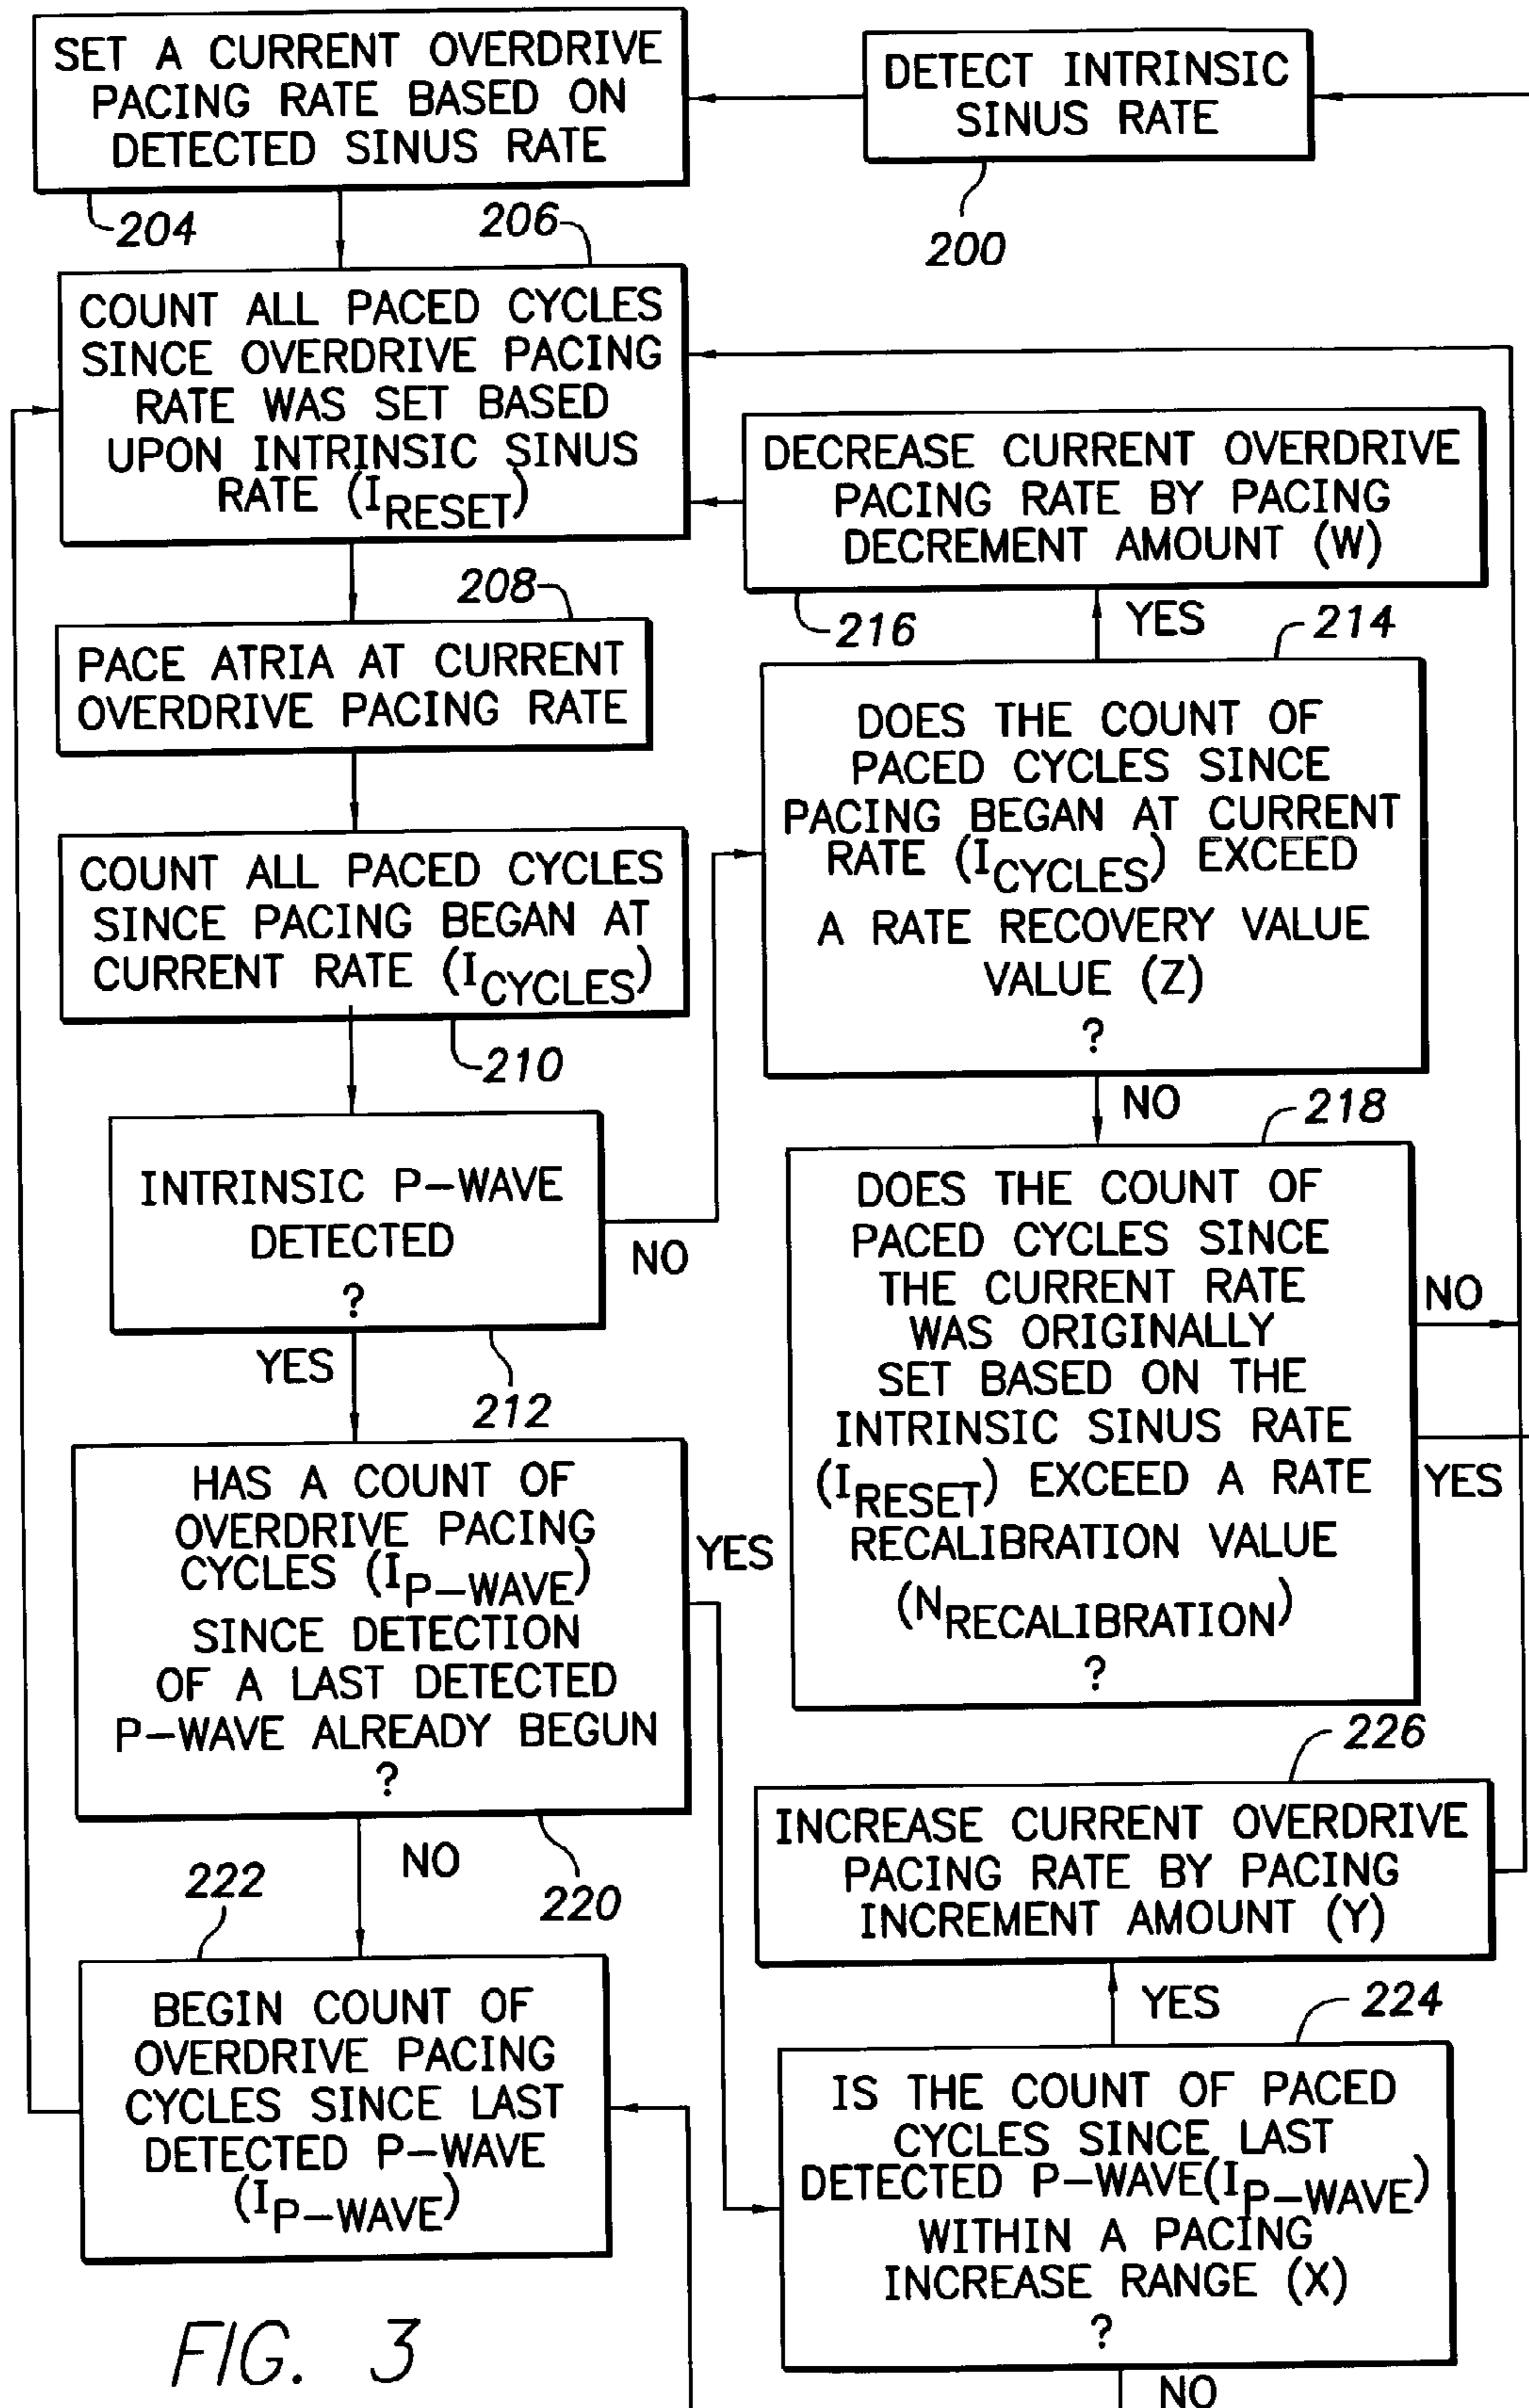 SET A CURRENT OVERDRIVE
PACING RATE BASED ON
DETECTED SINUS RATE
204
DETECT INTRINSIC
SINUS RATE
200
206
COUNT ALL PACED CYCLES
SINCE OVERDRIVE PACING
RATE WAS SET BASED
UPON INTRINSIC SINUS
RATE (IRESET)
208
PACE ATRIA AT CURRENT
OVERDRIVE PACING RATE
COUNT ALL PACED CYCLES
SINCE PACING BEGAN AT
CURRENT RATE (ICYCLES)
210
INTRINSIC P-WAVE
DETECTED
?
NO
YES
212
DECREASE CURRENT OVERDRIVE
PACING RATE BY PACING
DECREMENT AMOUNT (W)
216
YES
214
DOES THE COUNT OF
PACED CYCLES SINCE
PACING BEGAN AT CURRENT
RATE (ICYCLES) EXCEED
A RATE RECOVERY VALUE
VALUE (Z)
?
NO
218
DOES THE COUNT OF
PACED CYCLES SINCE
THE CURRENT RATE
WAS ORIGINALLY
SET BASED ON THE
INTRINSIC SINUS RATE
(IRESET) EXCEED A RATE
RECALIBRATION VALUE
(NRECALIBRATION)
?
NO
YES
HAS A COUNT OF
OVERDRIVE PACING
CYCLES (IP-WAVE)
SINCE DETECTION
OF A LAST DETECTED
P-WAVE ALREADY BEGUN
?
YES
NO
220
222
BEGIN COUNT OF
OVERDRIVE PACING
CYCLES SINCE LAST
DETECTED P-WAVE
(IP-WAVE)
226
INCREASE CURRENT OVERDRIVE
PACING RATE BY PACING
INCREMENT AMOUNT (Y)
YES
224
IS THE COUNT OF PACED
CYCLES SINCE LAST
DETECTED P-WAVE(IP-WAVE)
WITHIN A PACING
INCREASE RANGE (X)
?
NO
FIG. 3